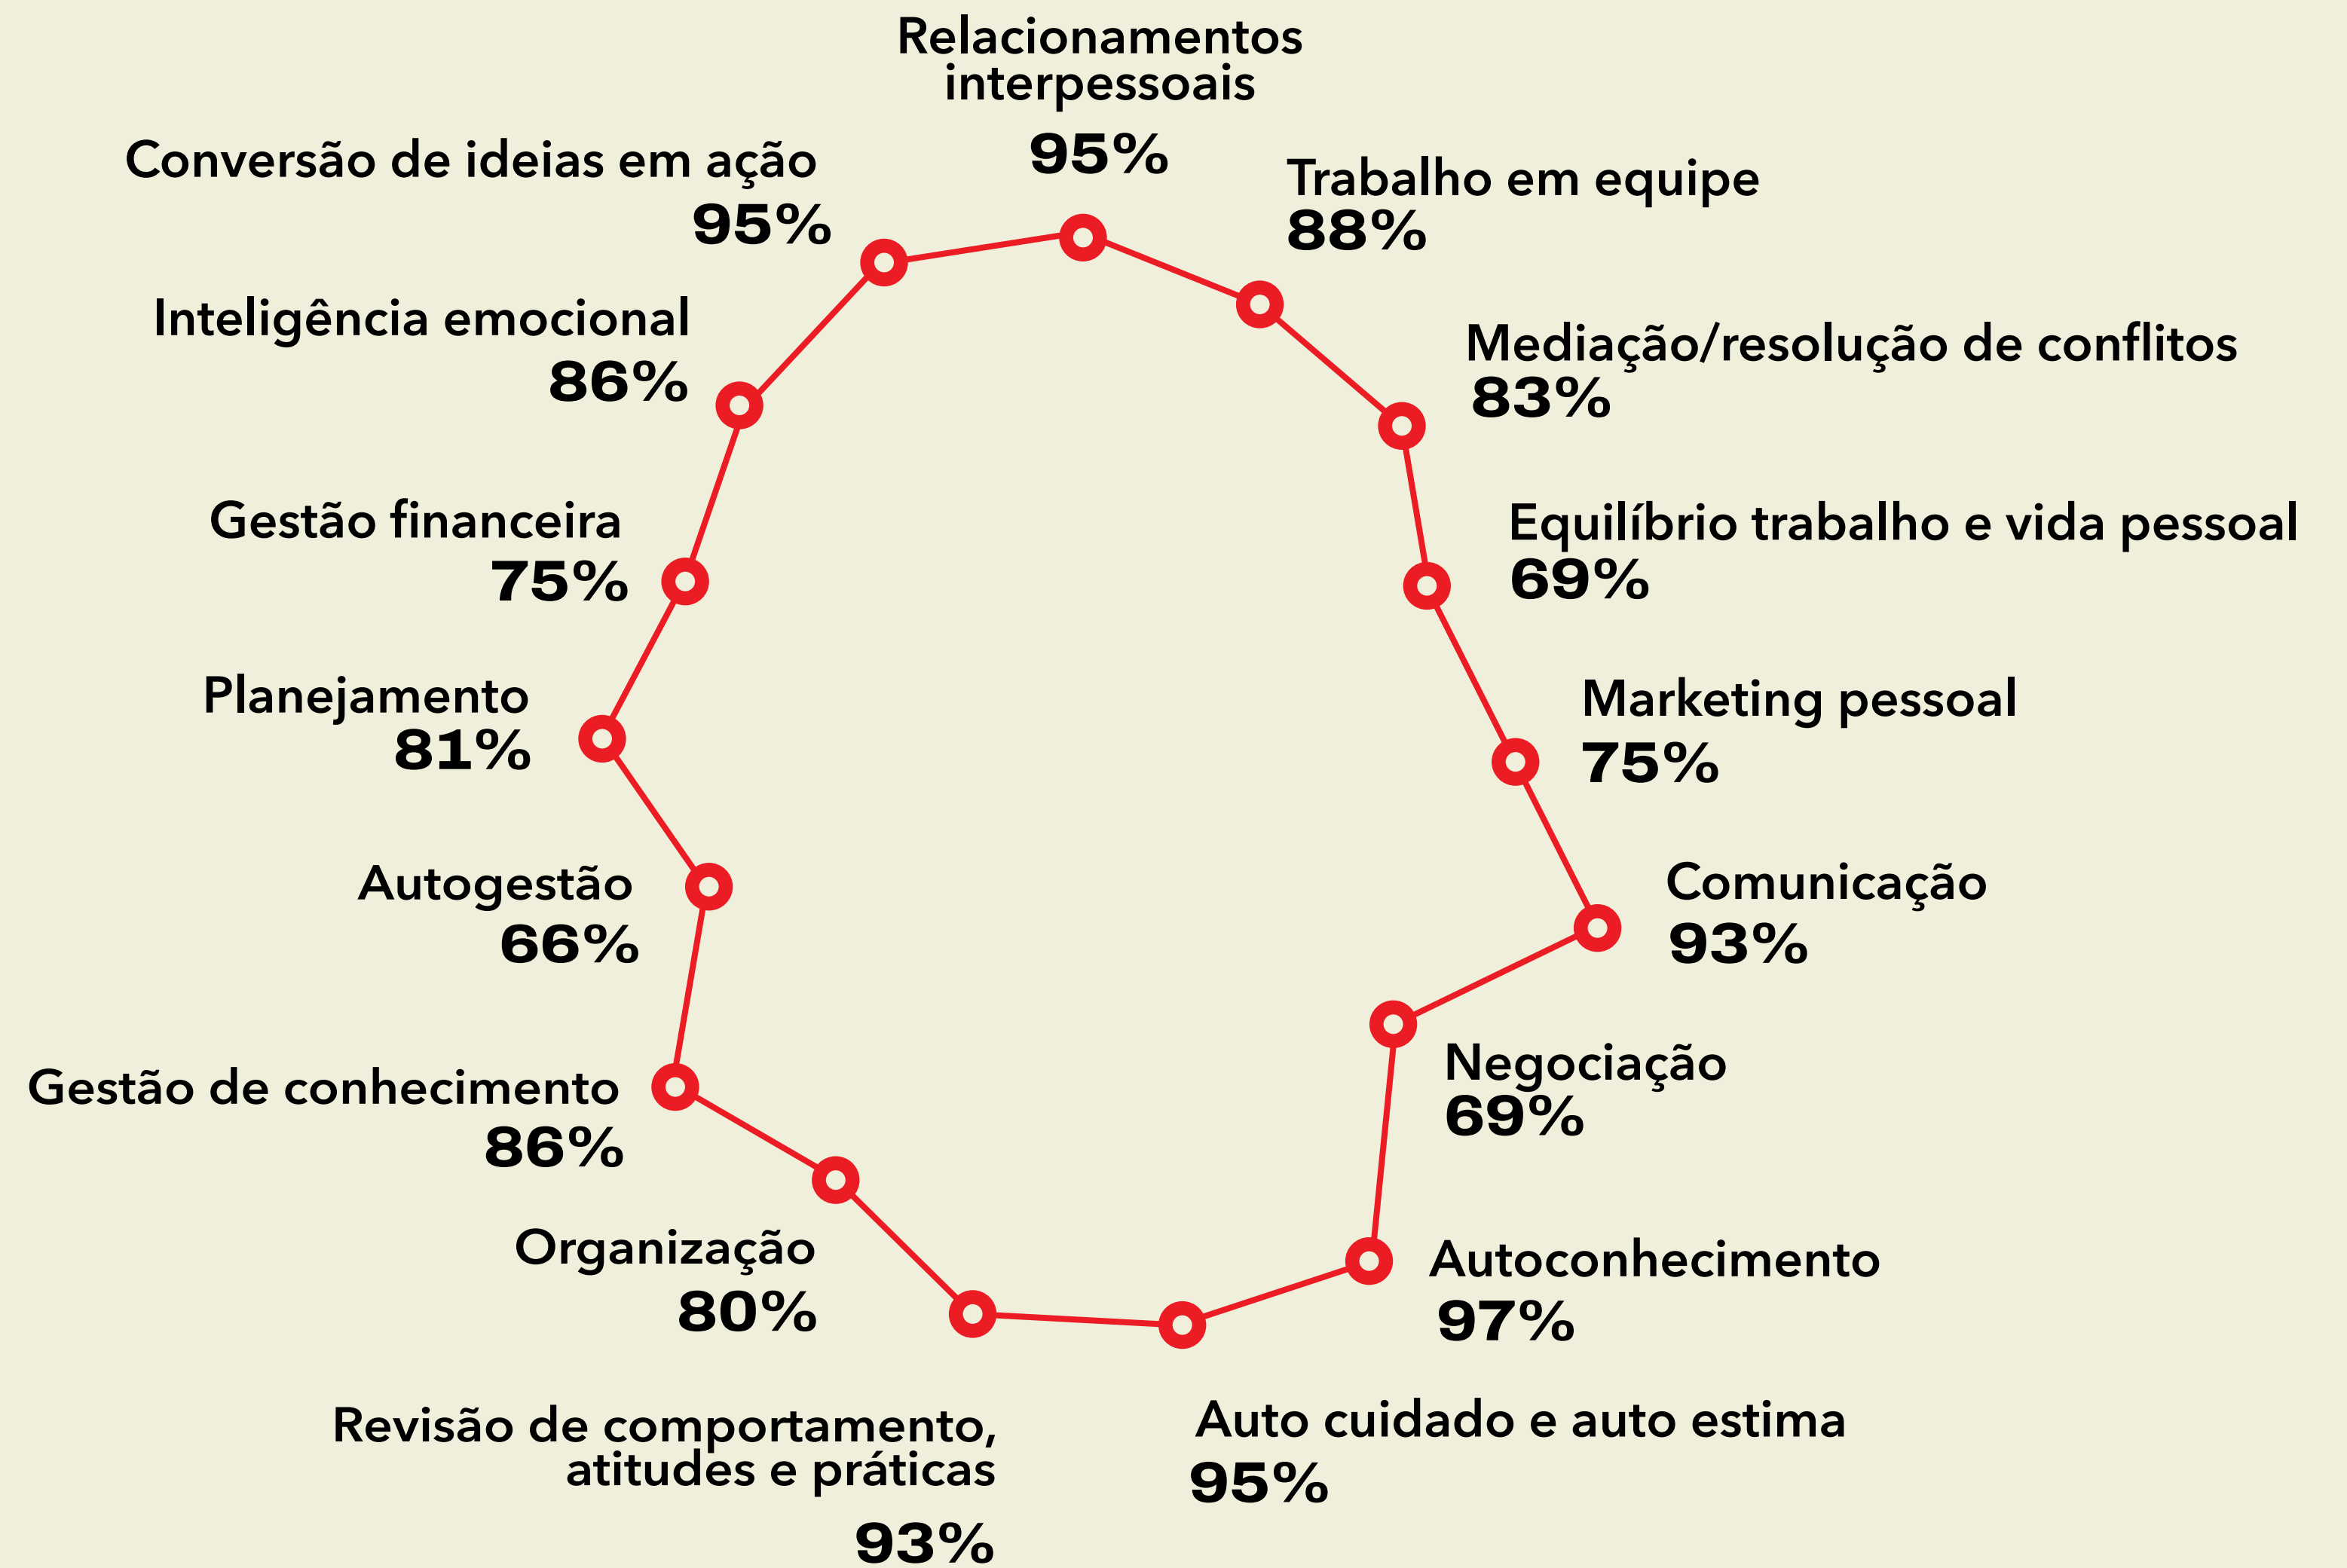 Relacionamentos
interpessoais
95%
Trabalho em equipe
88%
Mediação/resolução de conflitos
83%
Equilíbrio trabalho e vida pessoal
69%
Marketing pessoal
75%
Comunicação
93%
Negociação
69%
Autoconhecimento
97%
Auto cuidado e auto estima
95%
Revisão de comportamento,
atitudes e práticas
93%
Organização
80%
Gestão de conhecimento
86%
Autogestão
66%
Planejamento
81%
Gestão financeira
75%
Inteligência emocional
86%
Conversão de ideias em ação
95%